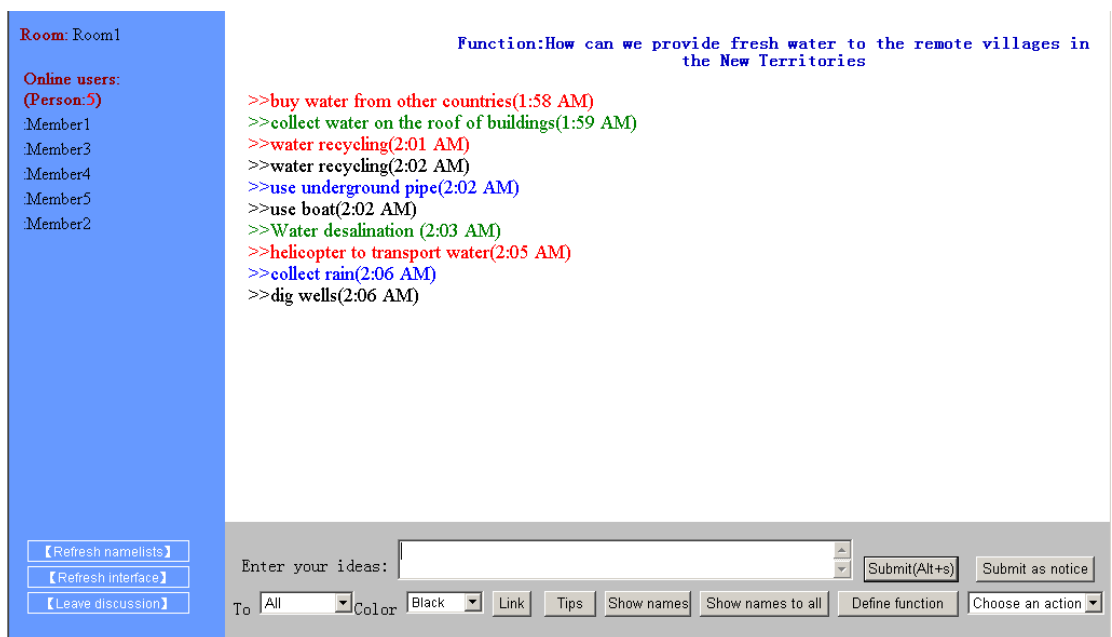 Room: Room1
Online users:
(Person:5)
:Member1
:Member3
:Member4
:Member5
:Member2
【Refresh namelists】
【Refresh interface】
【Leave discussion】
Function:How can we provide fresh water to the remote villages in
the New Territories
>>buy water from other countries(1:58 AM)
>>collect water on the roof of buildings(1:59 AM)
>>water recycling(2:01 AM)
>>water recycling(2:02 AM)
>>use underground pipe(2:02 AM)
>>use boat(2:02 AM)
>>Water desalination (2:03 AM)
>>helicopter to transport water(2:05 AM)
>>collect rain(2:06 AM)
>>dig wells(2:06 AM)
Enter your ideas: Submit(Alt+s) Submit as notice
To All Color Black Link Tips Show names Show names to all Define function Choose an action